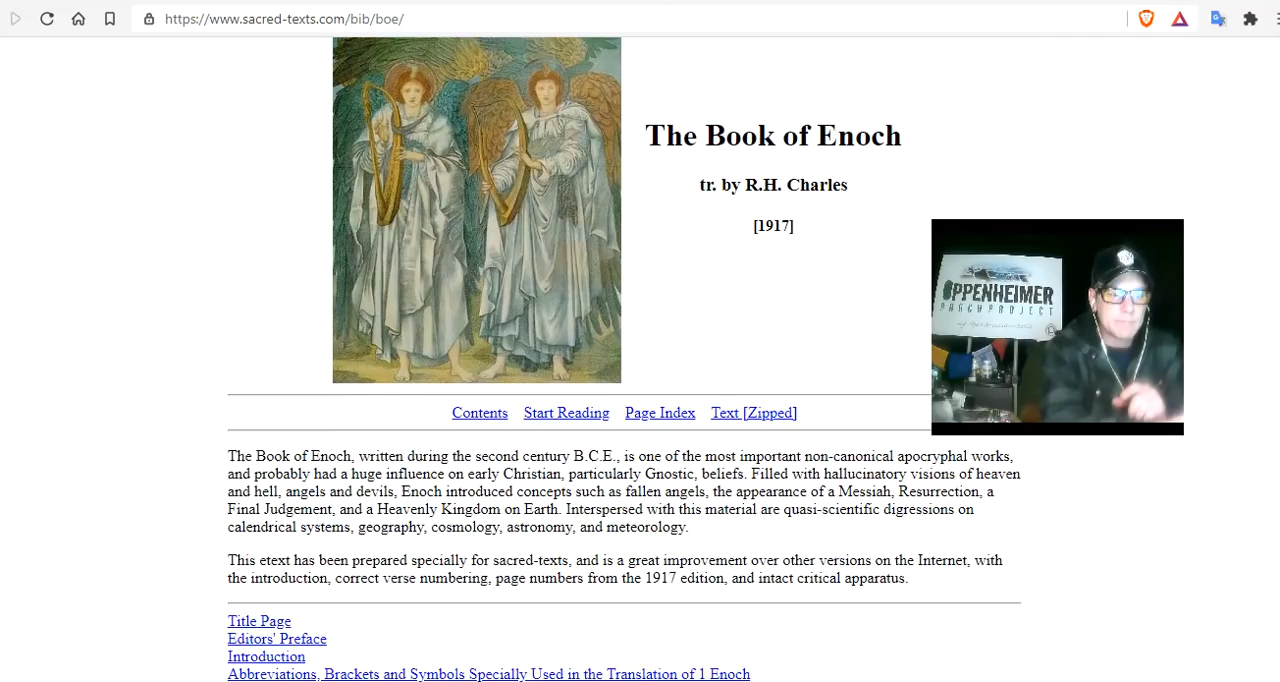 https://www.sacred-texts.com/bib/boe/
The Book of Enoch
tr. by R.H. Charles
[1917]
OPPENHEIMER
RANCH PROJECT
Contents Start Reading Page Index Text [Zipped]
The Book of Enoch, written during the second century B.C.E., is one of the most important non-canonical apocryphal works,
and probably had a huge influence on early Christian, particularly Gnostic, beliefs. Filled with hallucinatory visions of heaven
and hell, angels and devils, Enoch introduced concepts such as fallen angels, the appearance of a Messiah, Resurrection, a
Final Judgement, and a Heavenly Kingdom on Earth. Interspersed with this material are quasi-scientific digressions on
calendrical systems, geography, cosmology, astronomy, and meteorology.
This etext has been prepared specially for sacred-texts, and is a great improvement over other versions on the Internet, with
the introduction, correct verse numbering, page numbers from the 1917 edition, and intact critical apparatus.
Title Page
Editors' Preface
Introduction
Abbreviations, Brackets and Symbols Specially Used in the Translation of 1 Enoch